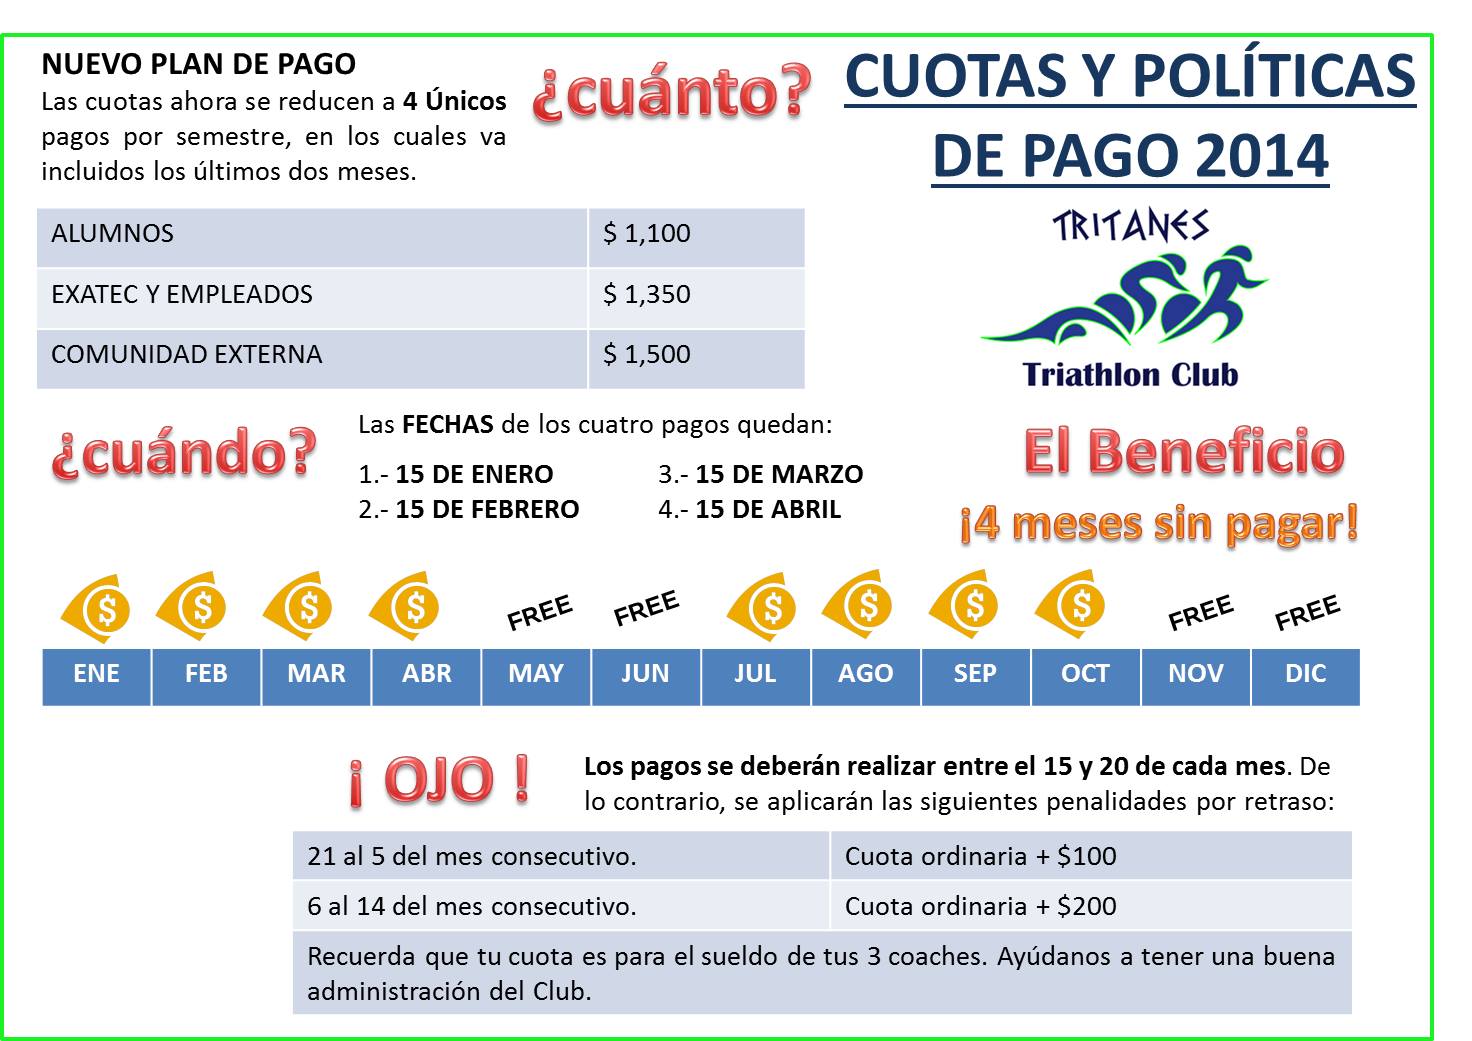 NUEVO PLAN DE PAGO
Las cuotas ahora se reducen a 4 Únicos
pagos por semestre, en los cuales va
incluidos los últimos dos meses.
¿cuánto?
CUOTAS Y POLÍTICAS
DE PAGO 2014
ALUMNOS $ 1,100
EXATEC Y EMPLEADOS $ 1,350
COMUNIDAD EXTERNA $ 1,500
TRITANES
Triathlon Club
¿cuándo?
Las FECHAS de los cuatro pagos quedan:
1.- 15 DE ENERO 3.- 15 DE MARZO
2.- 15 DE FEBRERO 4.- 15 DE ABRIL
El Beneficio
¡4 meses sin pagar!
$ $ $ $ FREE FREE $ $ $ $ FREE FREE
ENE FEB MAR ABR MAY JUN JUL AGO SEP OCT NOV DIC
¡ OJO !
Los pagos se deberán realizar entre el 15 y 20 de cada mes. De
lo contrario, se aplicarán las siguientes penalidades por retraso:
21 al 5 del mes consecutivo. Cuota ordinaria + $100
6 al 14 del mes consecutivo. Cuota ordinaria + $200
Recuerda que tu cuota es para el sueldo de tus 3 coaches. Ayúdanos a tener una buena
administración del Club.